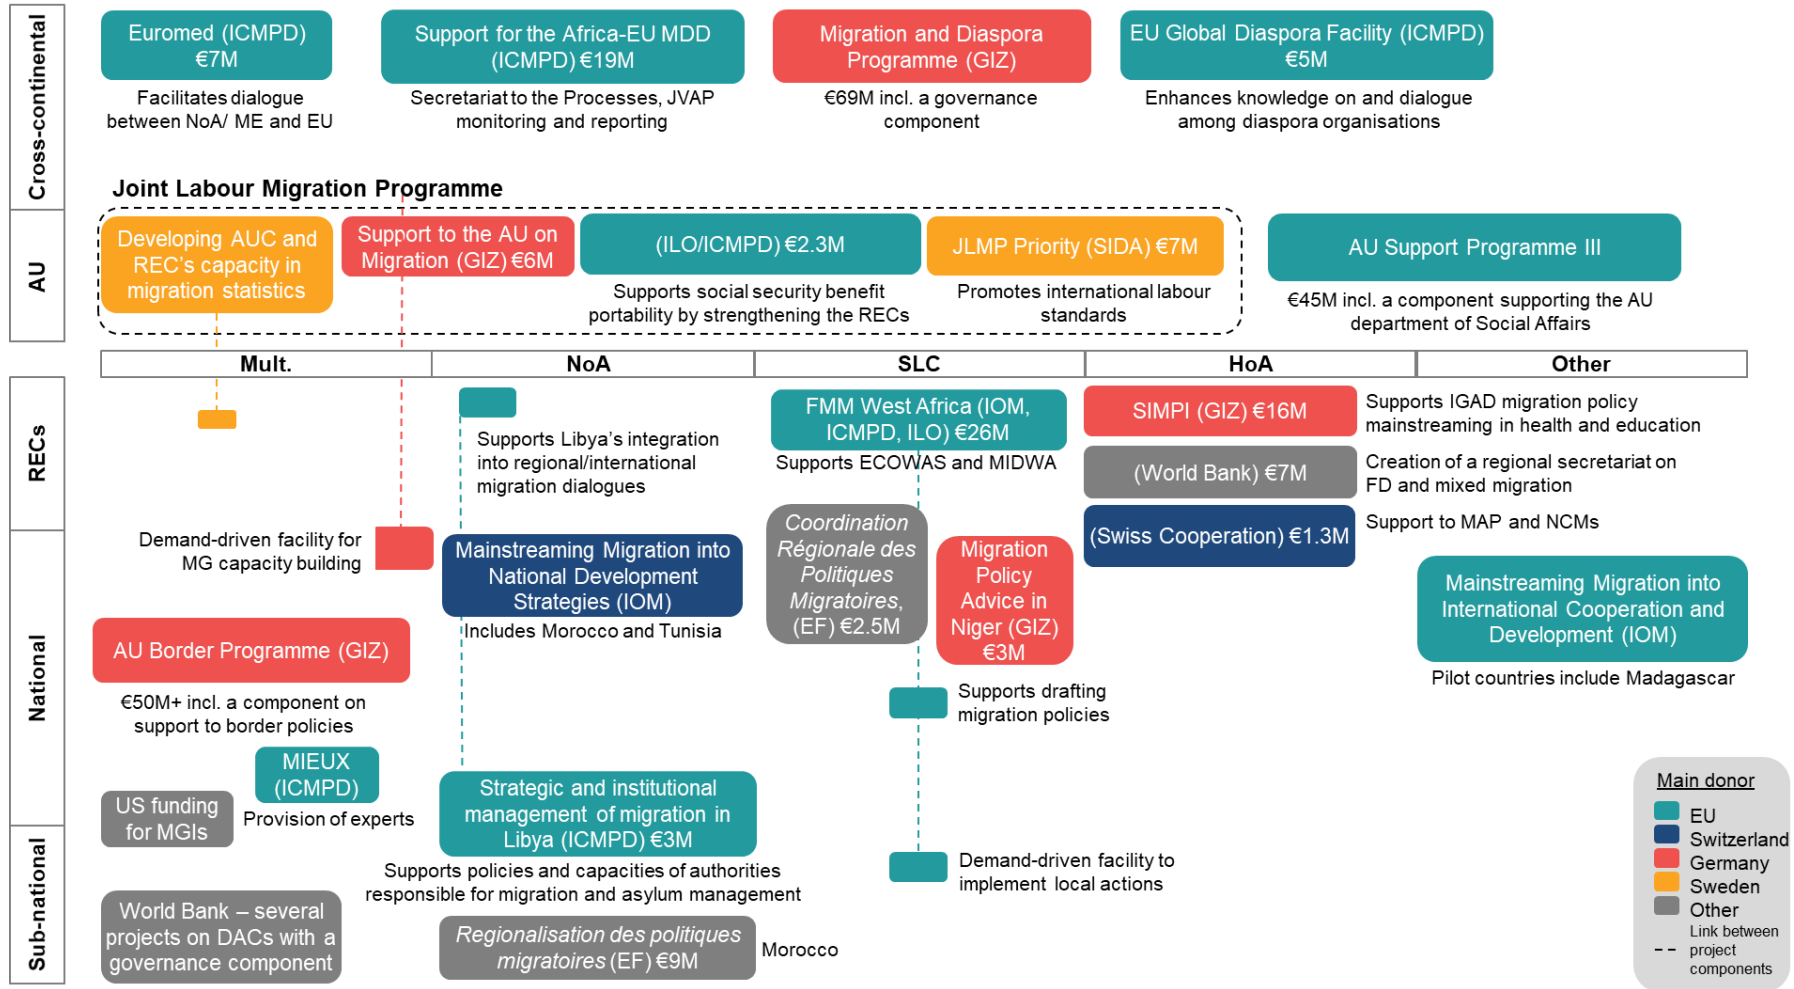 Cross-continental
Euromed (ICMPD)
€7M
Facilitates dialogue
between NoA/ ME and EU
Support for the Africa-EU MDD
(ICMPD) €19M
Secretariat to the Processes, JVAP
monitoring and reporting
Migration and Diaspora
Programme (GIZ)
€69M incl. a governance
component
EU Global Diaspora Facility (ICMPD)
€5M
Enhances knowledge on and dialogue
among diaspora organisations
AU
Joint Labour Migration Programme
Developing AUC and
REC's capacity in
migration statistics
Support to the AU on
Migration (GIZ) €6M
(ILO/ICMPD) €2.3M
Supports social security benefit
portability by strengthening the RECs
JLMP Priority (SIDA) €7M
Promotes international labour
standards
AU Support Programme III
€45M incl. a component supporting the AU
department of Social Affairs
Mult.
NoA
SLC
HoA
Other
RECs
Supports Libya's integration
into regional/international
migration dialogues
FMM West Africa (IOM,
ICMPD, ILO) €26M
Supports ECOWAS and MIDWA
SIMPI (GIZ) €16M
Supports IGAD migration policy
mainstreaming in health and education
(World Bank) €7M
Creation of a regional secretariat on
FD and mixed migration
(Swiss Cooperation) €1.3M
Support to MAP and NCMs
National
Demand-driven facility for
MG capacity building
AU Border Programme (GIZ)
€50M+ incl. a component on
support to border policies
MIEUX
(ICMPD)
Provision of experts
US funding
for MGIs
Mainstreaming Migration into
National Development
Strategies (IOM)
Includes Morocco and Tunisia
Strategic and institutional
management of migration in
Libya (ICMPD) €3M
Supports policies and capacities of authorities
responsible for migration and asylum management
Coordination
Régionale des
Politiques
Migratoires,
(EF) €2.5M
Migration
Policy
Advice in
Niger (GIZ)
€3M
Supports drafting
migration policies
Mainstreaming Migration into
International Cooperation and
Development (IOM)
Pilot countries include Madagascar
Sub-national
World Bank – several
projects on DACs with a
governance component
Regionalisation des politiques
migratoires (EF) €9M
Morocco
Demand-driven facility to
implement local actions
Main donor
EU
Switzerland
Germany
Sweden
Other
Link between
project
components